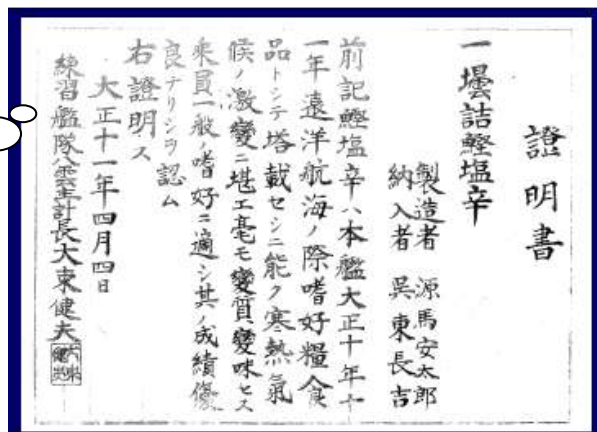 證明書
一壜詰鰹塩辛
製造者 源馬安太郎
納入者 呉東長吉
前記鰹塩辛ハ本艦大正十年十
一年遠洋航海ノ際嗜好糧食
品トシテ塔載セシニ能ク寒熱氣
候ノ激變ニ堪エ毫モ變質變味セス
乗員一般ノ嗜好ニ適シ其ノ成績優
良ナリシヲ認ム
右證明ス
大正十一年四月四日
練習艦隊八雲主計長大東健夫